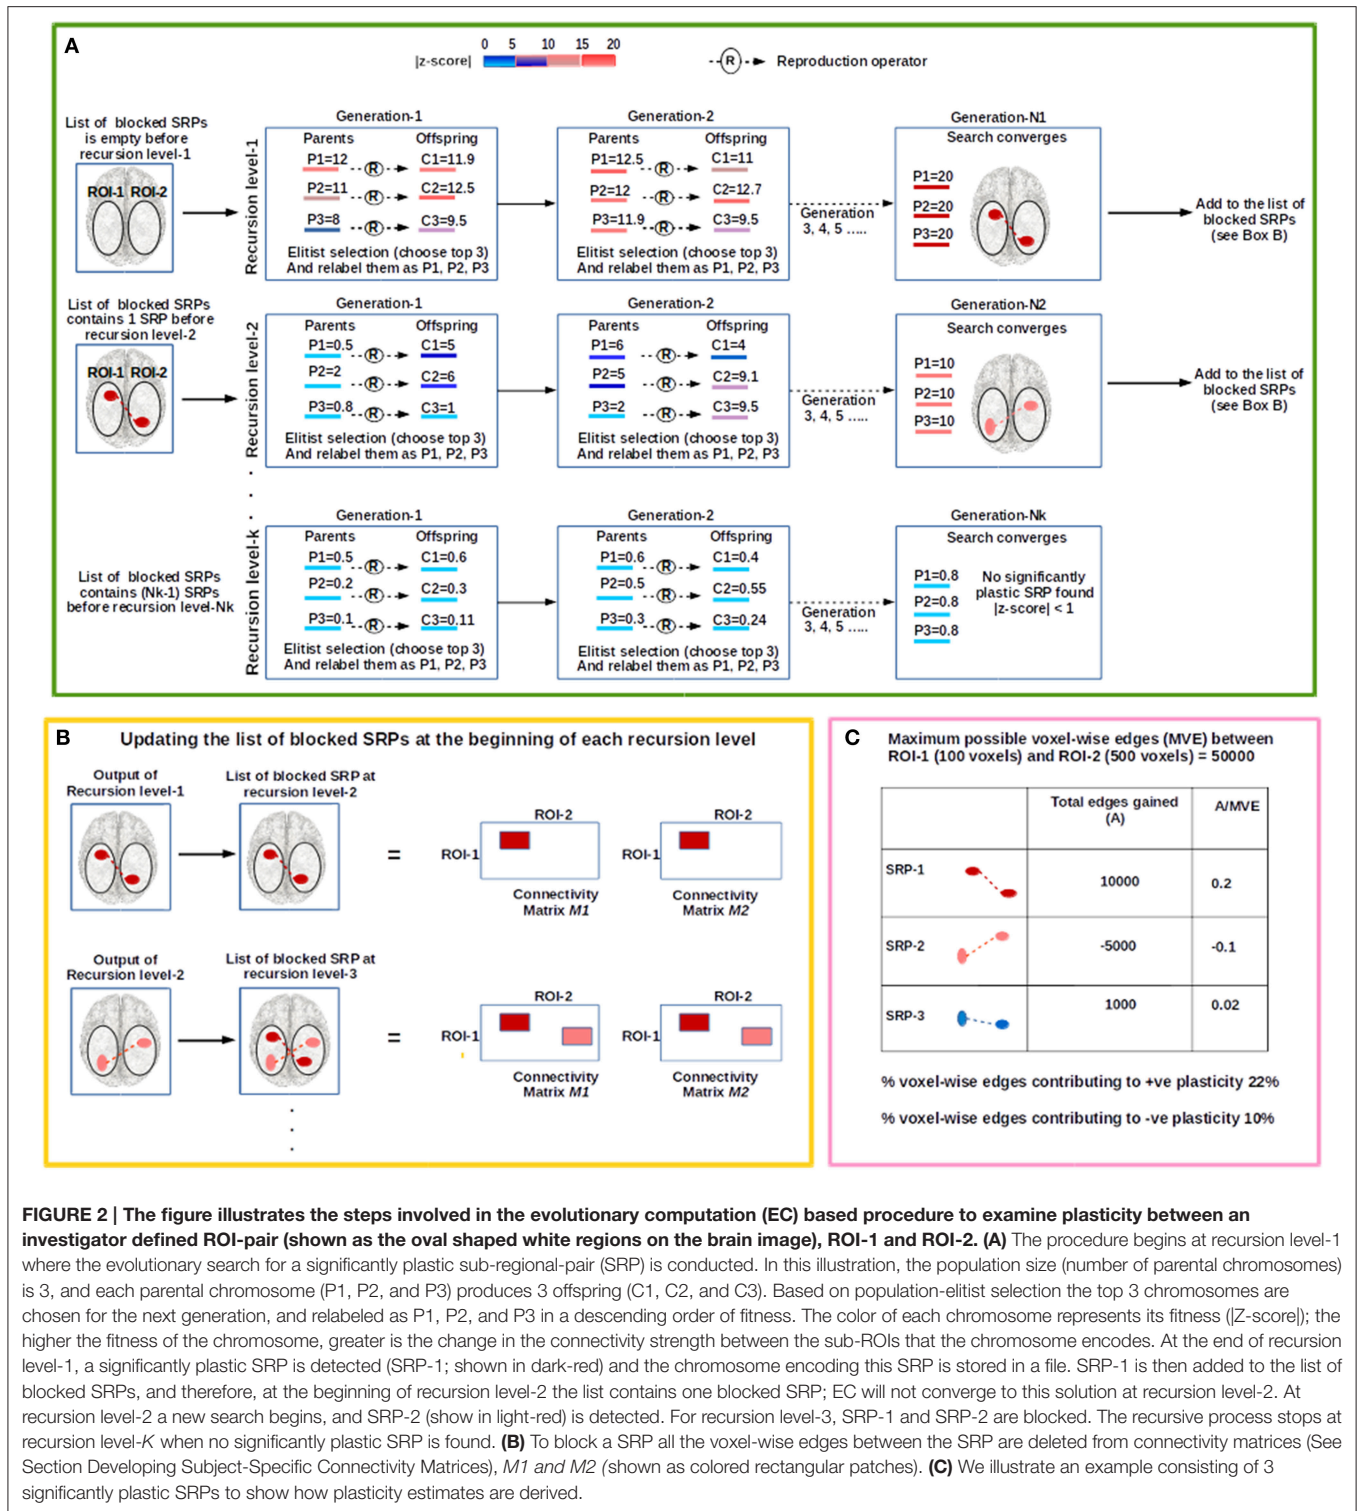 A
|z-score| 0 5 10 15 20
R Reproduction operator
List of blocked SRPs
is empty before
recursion level-1
ROI-1 ROI-2
Recursion level-1
Generation-1
Parents Offspring
P1=12 R C1=11.9
P2=11 R C2=12.5
P3=8 R C3=9.5
Elitist selection (choose top 3)
And relabel them as P1, P2, P3
Generation-2
Parents Offspring
P1=12.5 R C1=11
P2=12 R C2=12.7
P3=11.9 R C3=9.5
Elitist selection (choose top 3)
And relabel them as P1, P2, P3
Generation
3, 4, 5 .....
Generation-N1
Search converges
P1=20
P2=20
P3=20
Add to the list of
blocked SRPs
(see Box B)
List of blocked SRPs
contains 1 SRP before
recursion level-2
ROI-1 ROI-2
Recursion level-2
Generation-1
Parents Offspring
P1=0.5 R C1=5
P2=2 R C2=6
P3=0.8 R C3=1
Elitist selection (choose top 3)
And relabel them as P1, P2, P3
Generation-2
Parents Offspring
P1=6 R C1=4
P2=5 R C2=9.1
P3=2 R C3=9.5
Elitist selection (choose top 3)
And relabel them as P1, P2, P3
Generation
3, 4, 5 .....
Generation-N2
Search converges
P1=10
P2=10
P3=10
Add to the list of
blocked SRPs
(see Box B)
List of blocked SRPs
contains (Nk-1) SRPs
before recursion level-Nk
Recursion level-k
Generation-1
Parents Offspring
P1=0.5 R C1=0.6
P2=0.2 R C2=0.3
P3=0.1 R C3=0.11
Elitist selection (choose top 3)
And relabel them as P1, P2, P3
Generation-2
Parents Offspring
P1=0.6 R C1=0.4
P2=0.5 R C2=0.55
P3=0.3 R C3=0.24
Elitist selection (choose top 3)
And relabel them as P1, P2, P3
Generation
3, 4, 5 .....
Generation-Nk
Search converges
P1=0.8
P2=0.8
P3=0.8
No significantly
plastic SRP found
|z-score| < 1
B
Updating the list of blocked SRPs at the beginning of each recursion level
Output of
Recursion level-1
List of blocked SRP at
recursion level-2
=
ROI-2
ROI-1
Connectivity
Matrix M1
ROI-2
ROI-1
Connectivity
Matrix M2
Output of
Recursion level-2
List of blocked SRP at
recursion level-3
=
ROI-2
ROI-1
Connectivity
Matrix M1
ROI-2
ROI-1
Connectivity
Matrix M2
C
Maximum possible voxel-wise edges (MVE) between
ROI-1 (100 voxels) and ROI-2 (500 voxels) = 50000
Total edges gained
(A)
A/MVE
SRP-1 10000 0.2
SRP-2 -5000 -0.1
SRP-3 1000 0.02
% voxel-wise edges contributing to +ve plasticity 22%
% voxel-wise edges contributing to -ve plasticity 10%
FIGURE 2 | The figure illustrates the steps involved in the evolutionary computation (EC) based procedure to examine plasticity between an
investigator defined ROI-pair (shown as the oval shaped white regions on the brain image), ROI-1 and ROI-2. (A) The procedure begins at recursion level-1
where the evolutionary search for a significantly plastic sub-regional-pair (SRP) is conducted. In this illustration, the population size (number of parental chromosomes)
is 3, and each parental chromosome (P1, P2, and P3) produces 3 offspring (C1, C2, and C3). Based on population-elitist selection the top 3 chromosomes are
chosen for the next generation, and relabeled as P1, P2, and P3 in a descending order of fitness. The color of each chromosome represents its fitness (|Z-score|); the
higher the fitness of the chromosome, greater is the change in the connectivity strength between the sub-ROIs that the chromosome encodes. At the end of recursion
level-1, a significantly plastic SRP is detected (SRP-1; shown in dark-red) and the chromosome encoding this SRP is stored in a file. SRP-1 is then added to the list of
blocked SRPs, and therefore, at the beginning of recursion level-2 the list contains one blocked SRP; EC will not converge to this solution at recursion level-2. At
recursion level-2 a new search begins, and SRP-2 (show in light-red) is detected. For recursion level-3, SRP-1 and SRP-2 are blocked. The recursive process stops at
recursion level-K when no significantly plastic SRP is found. (B) To block a SRP all the voxel-wise edges between the SRP are deleted from connectivity matrices (See
Section Developing Subject-Specific Connectivity Matrices), M1 and M2 (shown as colored rectangular patches). (C) We illustrate an example consisting of 3
significantly plastic SRPs to show how plasticity estimates are derived.